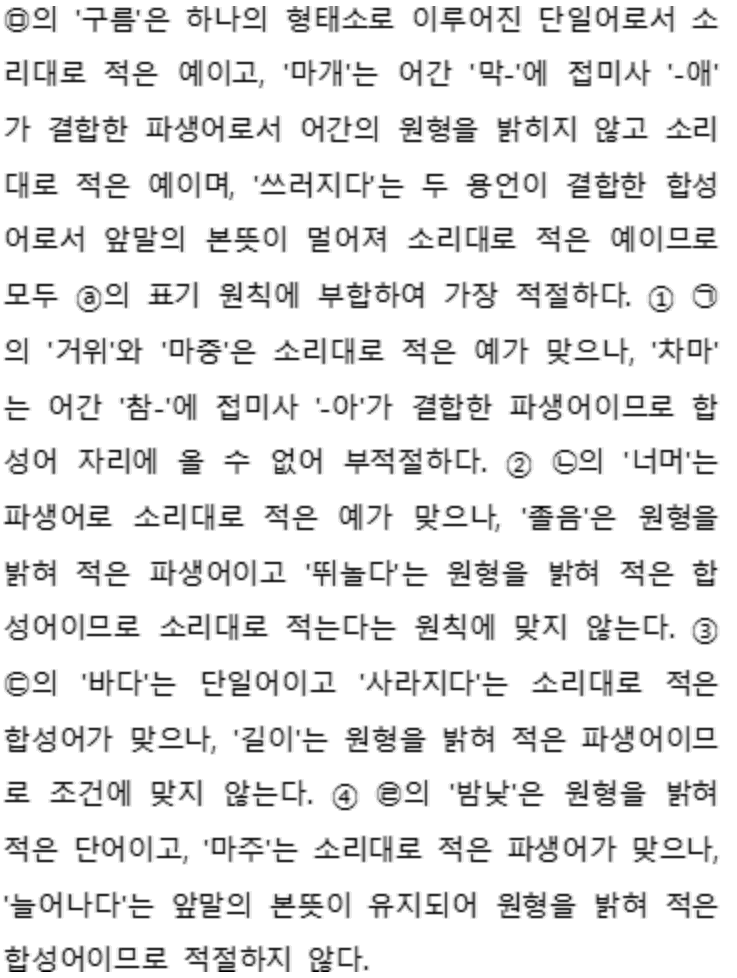 ㉤의 '구름'은 하나의 형태소로 이루어진 단일어로서 소
리대로 적은 예이고, '마개'는 어간 '막-'에 접미사 '-애'
가 결합한 파생어로서 어간의 원형을 밝히지 않고 소리
대로 적은 예이며, '쓰러지다'는 두 용언이 결합한 합성
어로서 앞말의 본뜻이 멀어져 소리대로 적은 예이므로
모두 ⓐ의 표기 원칙에 부합하여 가장 적절하다. ① ㉠
의 '거위'와 '마중'은 소리대로 적은 예가 맞으나, '차마'
는 어간 '참-'에 접미사 '-아'가 결합한 파생어이므로 합
성어 자리에 올 수 없어 부적절하다. ② ㉡의 '너머'는
파생어로 소리대로 적은 예가 맞으나, '졸음'은 원형을
밝혀 적은 파생어이고 '뛰놀다'는 원형을 밝혀 적은 합
성어이므로 소리대로 적는다는 원칙에 맞지 않는다. ③
㉢의 '바다'는 단일어이고 '사라지다'는 소리대로 적은
합성어가 맞으나, '길이'는 원형을 밝혀 적은 파생어이므
로 조건에 맞지 않는다. ④ ㉣의 '밤낮'은 원형을 밝혀
적은 단어이고, '마주'는 소리대로 적은 파생어가 맞으나,
'늘어나다'는 앞말의 본뜻이 유지되어 원형을 밝혀 적은
합성어이므로 적절하지 않다.